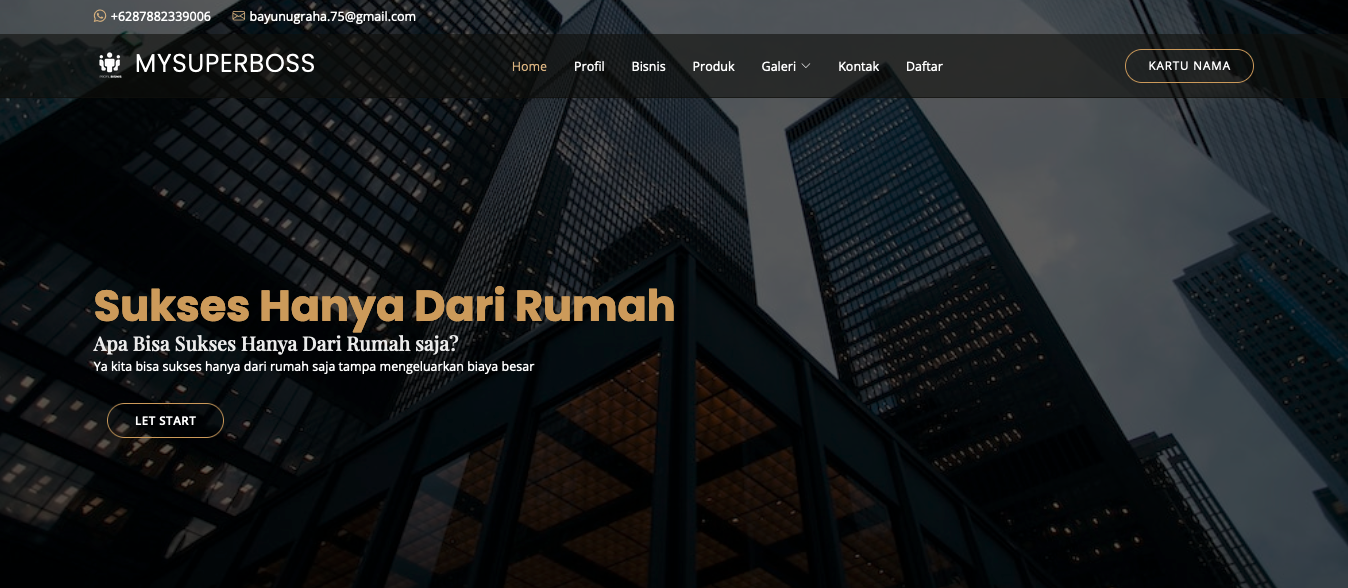 +6287882339006 bayunugraha.75@gmail.com
MYSUPERBOSS Home Profil Bisnis Produk Galeri Kontak Daftar KARTU NAMA
Sukses Hanya Dari Rumah
Apa Bisa Sukses Hanya Dari Rumah saja?
Ya kita bisa sukses hanya dari rumah saja tampa mengeluarkan biaya besar
LET START